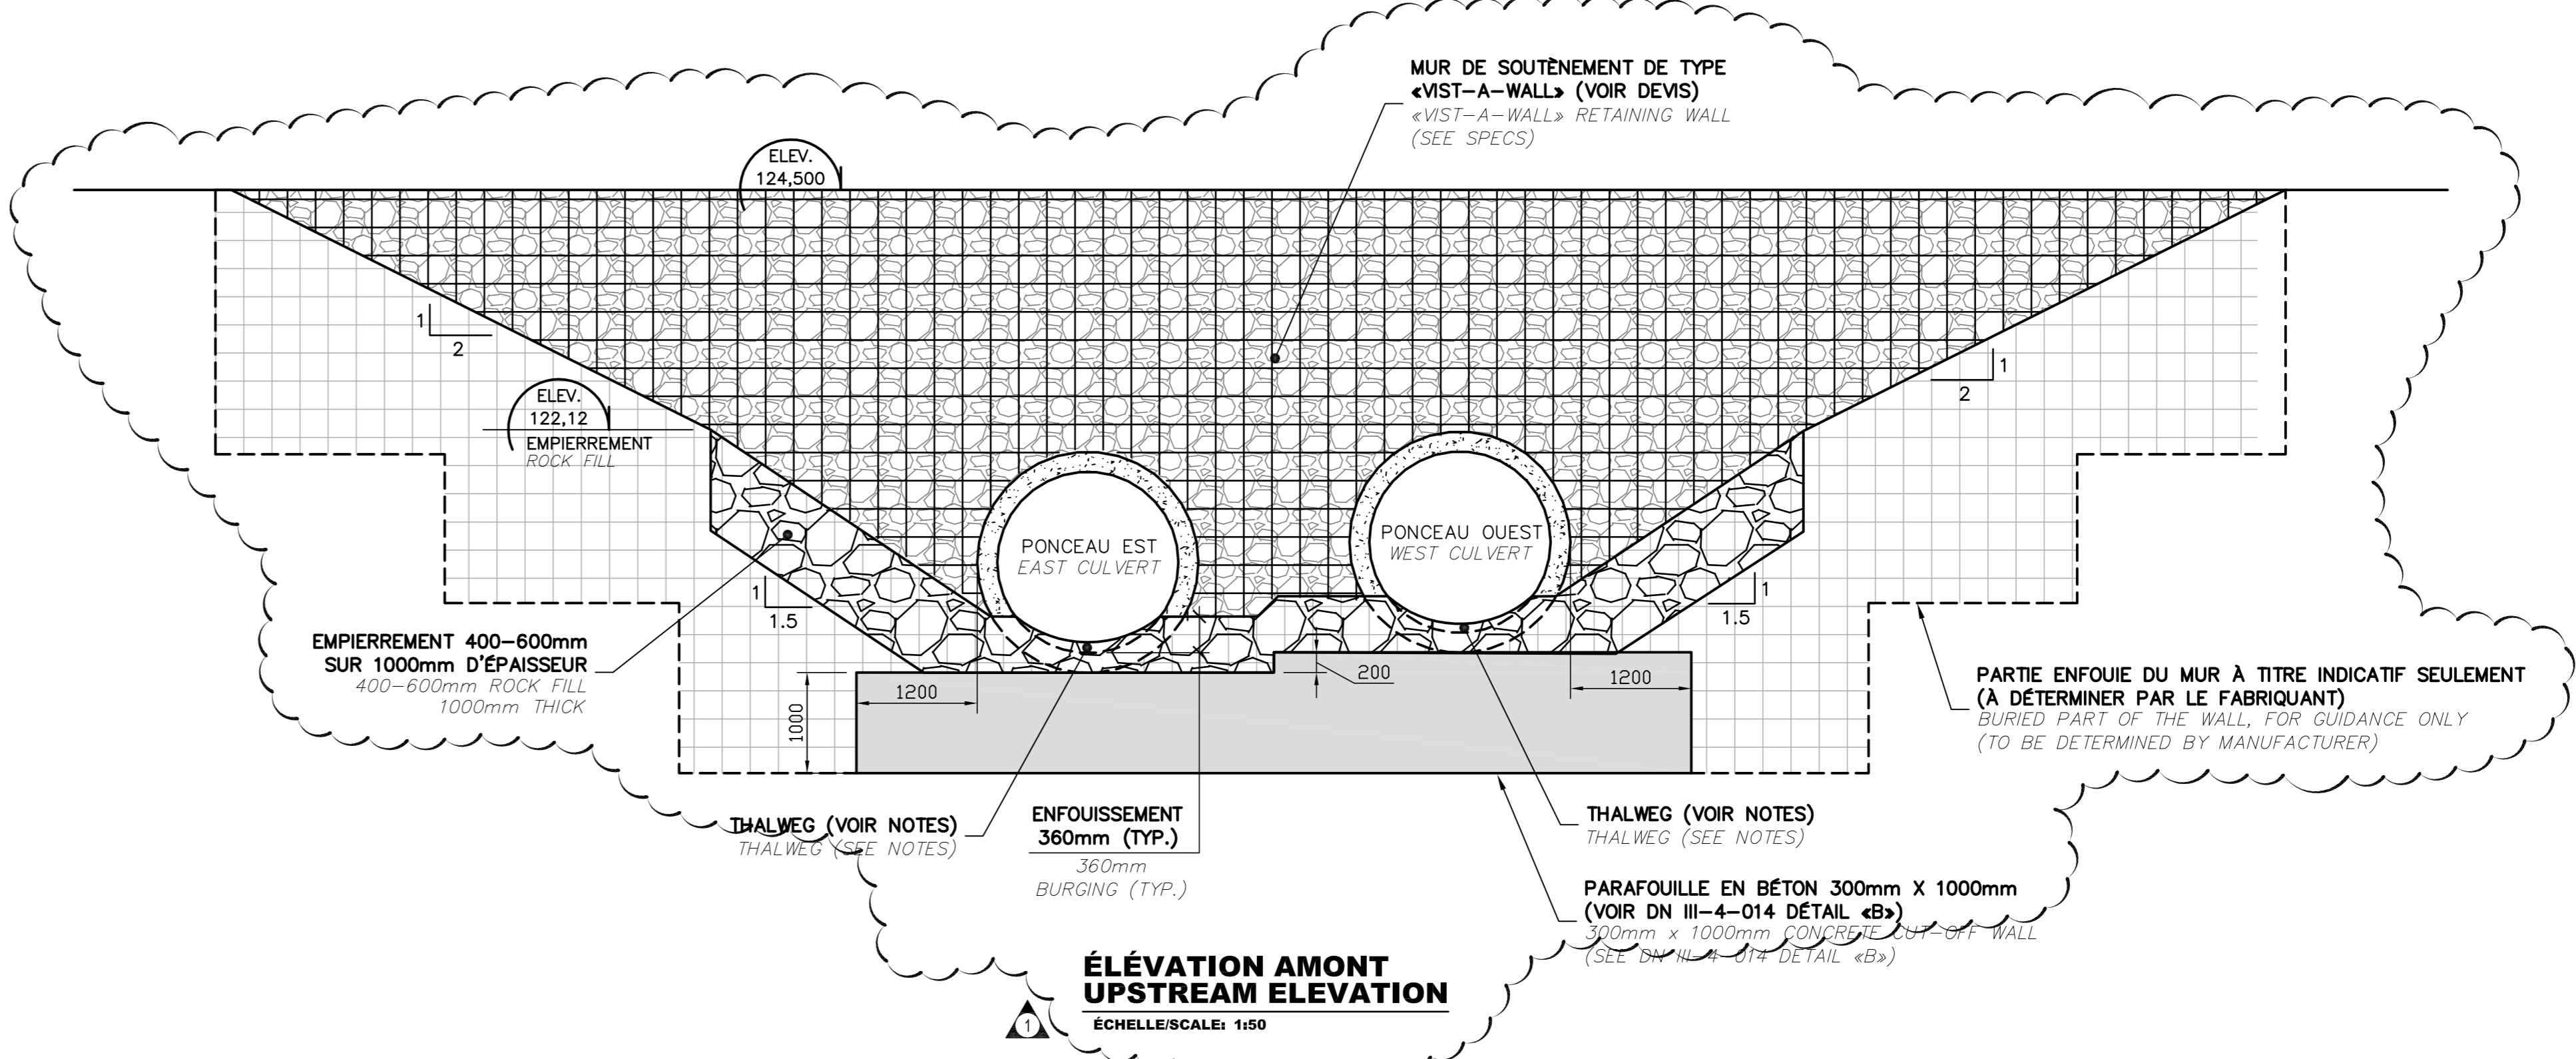 MUR DE SOUTÈNEMENT DE TYPE
«VIST-A-WALL» (VOIR DEVIS)
«VIST-A-WALL» RETAINING WALL
(SEE SPECS)
ELEV.
124,500
1
2
1
2
ELEV.
122,12
EMPIERREMENT
ROCK FILL
PONCEAU EST
EAST CULVERT
PONCEAU OUEST
WEST CULVERT
1
1.5
1
1.5
EMPIERREMENT 400-600mm
SUR 1000mm D'ÉPAISSEUR
400-600mm ROCK FILL
1000mm THICK
1200
1000
200
1200
PARTIE ENFOUIE DU MUR À TITRE INDICATIF SEULEMENT
(À DÉTERMINER PAR LE FABRIQUANT)
BURIED PART OF THE WALL, FOR GUIDANCE ONLY
(TO BE DETERMINED BY MANUFACTURER)
THALWEG (VOIR NOTES)
THALWEG (SEE NOTES)
ENFOUISSEMENT
360mm (TYP.)
360mm
BURGING (TYP.)
THALWEG (VOIR NOTES)
THALWEG (SEE NOTES)
PARAFOUILLE EN BÉTON 300mm X 1000mm
(VOIR DN III-4-014 DÉTAIL «B»)
300mm x 1000mm CONCRETE CUT-OFF WALL
(SEE DN III-4-014 DETAIL «B»)
ÉLÉVATION AMONT
UPSTREAM ELEVATION
ÉCHELLE/SCALE: 1:50
1